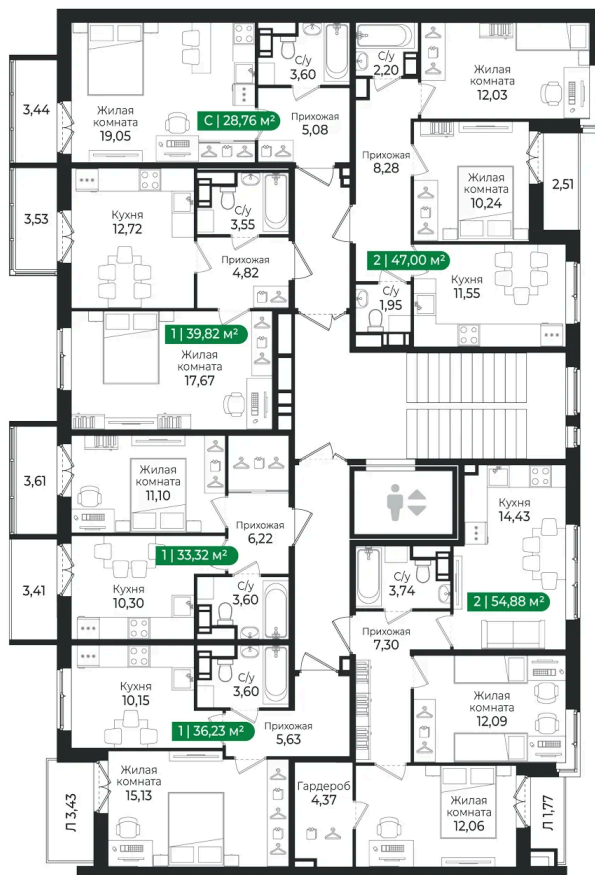 С/у
3,60
С/у
2,20
Жилая
комната
12,03
3,44
Жилая
комната
19,05
С | 28,76 м²
Прихожая
5,08
Прихожая
8,28
Жилая
комната
10,24
2,51
3,53
Кухня
12,72
С/у
3,55
Прихожая
4,82
2 | 47,00 м²
Кухня
11,55
С/у
1,95
1 | 39,82 м²
Жилая
комната
17,67
3,61
Жилая
комната
11,10
Прихожая
6,22
Кухня
14,43
3,41
1 | 33,32 м²
Кухня
10,30
С/у
3,60
С/у
3,74
2 | 54,88 м²
Прихожая
7,30
Кухня
10,15
С/у
3,60
Жилая
комната
12,09
1 | 36,23 м²
Прихожая
5,63
Л 3,43
Жилая
комната
15,13
Гардероб
4,37
Жилая
комната
12,06
Л 1,77